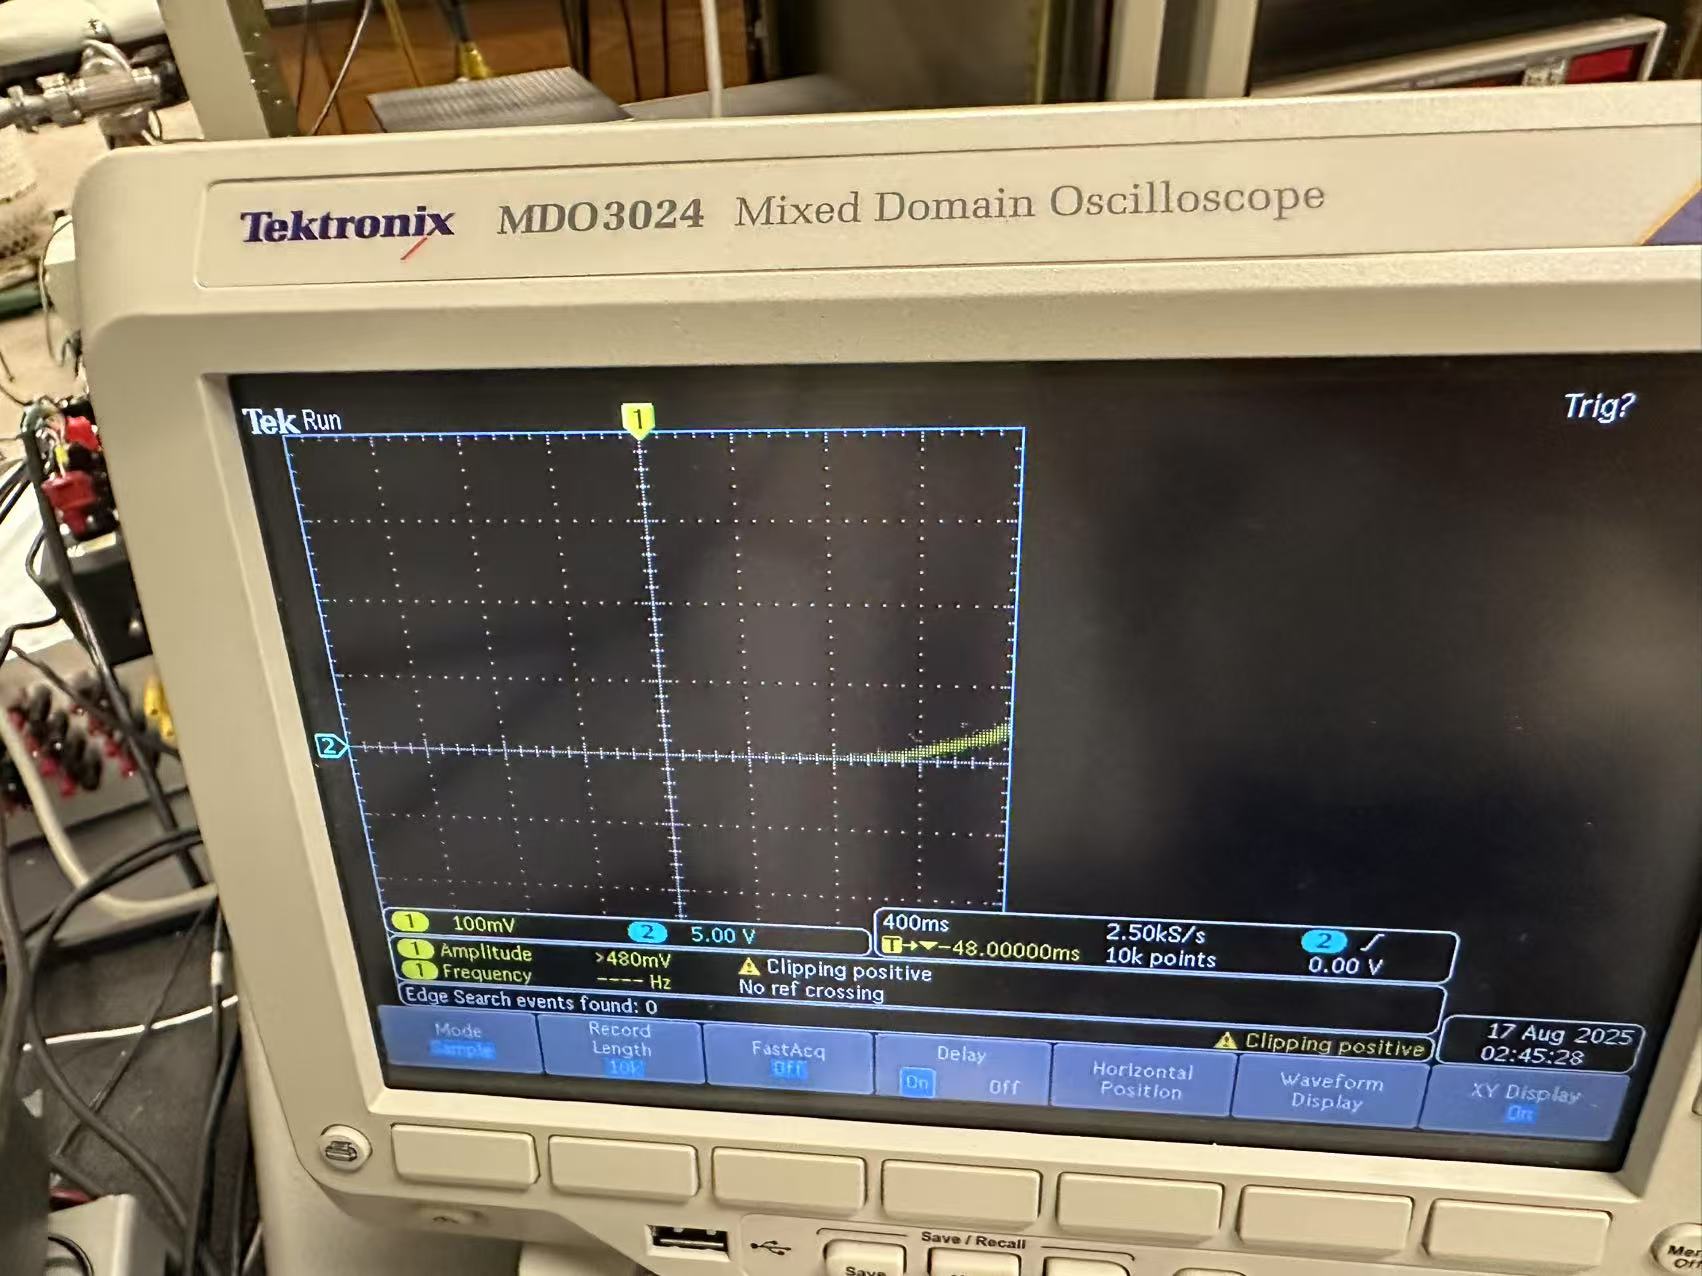 Tektronix MDO3024 Mixed Domain Oscilloscope
Tek Run
Trig?
1
2
1 100mV 2 5.00 V
400ms 2.50kS/s 2
T -48.00000ms 10k points 0.00 V
1 Amplitude >480mV Clipping positive
1 Frequency ---- Hz No ref crossing
Edge Search events found: 0
Clipping positive
17 Aug 2025
02:45:28
Mode
Sample
Record
Length
10k
FastAcq
Off
Delay
On Off
Horizontal
Position
Waveform
Display
XY Display
On
Save / Recall
Save